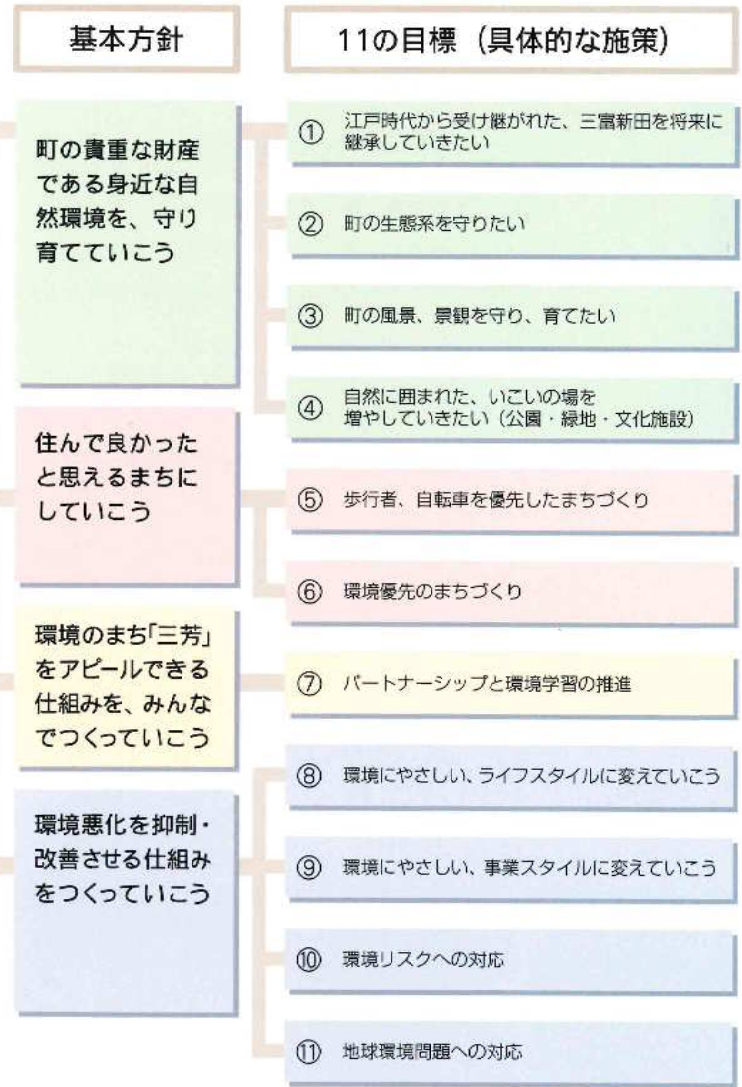 基本方針
11の目標（具体的な施策）
町の貴重な財産
である身近な自
然環境を、守り
育てていこう
① 江戸時代から受け継がれた、三富新田を将来に
継承していきたい
② 町の生態系を守りたい
③ 町の風景、景観を守り、育てたい
④ 自然に囲まれた、いこいの場を
増やしていきたい（公園・緑地・文化施設）
住んで良かった
と思えるまちに
していこう
⑤ 歩行者、自転車を優先したまちづくり
⑥ 環境優先のまちづくり
環境のまち「三芳」
をアピールできる
仕組みを、みんな
でつくっていこう
⑦ パートナーシップと環境学習の推進
環境悪化を抑制・
改善させる仕組み
をつくっていこう
⑧ 環境にやさしい、ライフスタイルに変えていこう
⑨ 環境にやさしい、事業スタイルに変えていこう
⑩ 環境リスクへの対応
⑪ 地球環境問題への対応